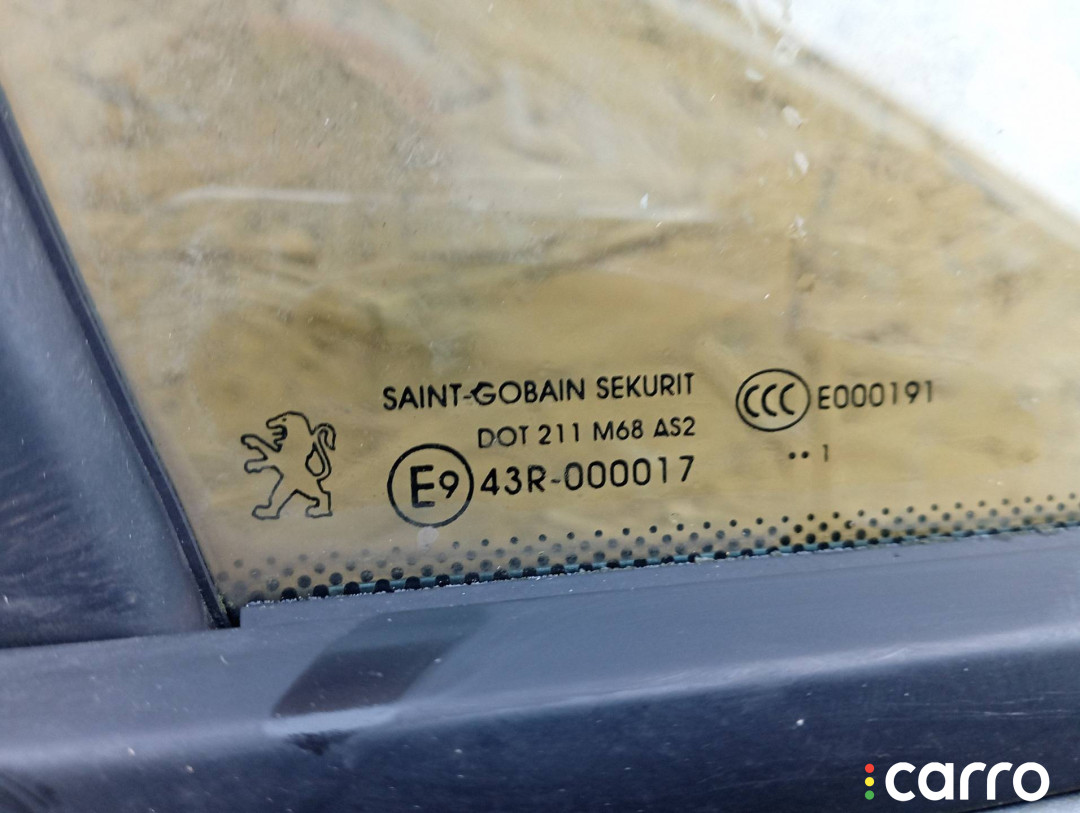 SAINT-GOBAIN SEKURIT
DOT 211 M68 AS2
E9 43R-000017
CCC E000191
•• 1
carro